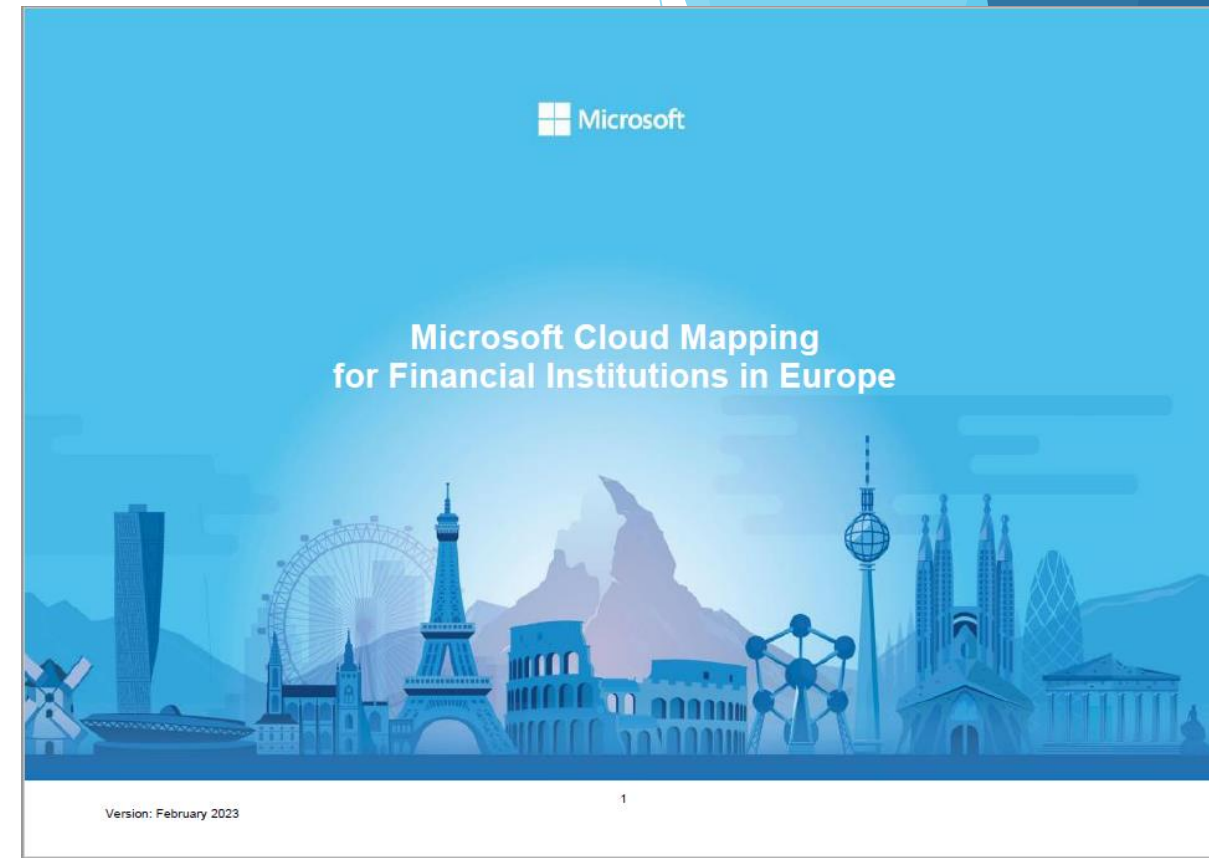 Microsoft
Microsoft Cloud Mapping
for Financial Institutions in Europe
1
Version: February 2023